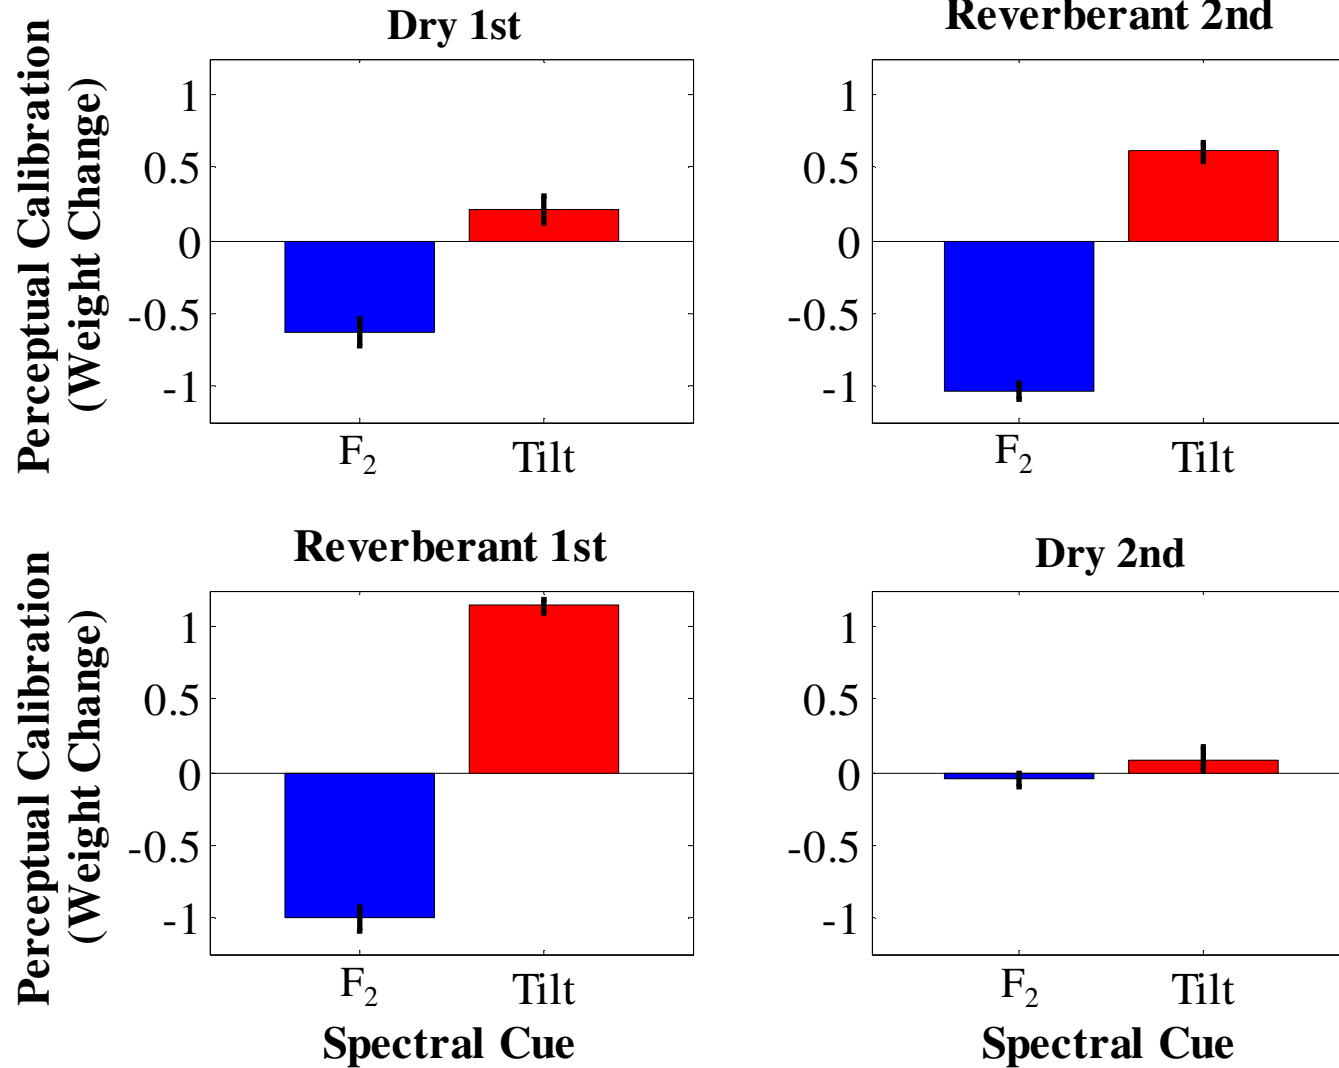 Dry 1st
Reverberant 2nd
Perceptual Calibration
(Weight Change)
1
0.5
0
-0.5
-1
F₂ Tilt
1
0.5
0
-0.5
-1
F₂ Tilt
Reverberant 1st
Dry 2nd
Perceptual Calibration
(Weight Change)
1
0.5
0
-0.5
-1
F₂ Tilt
Spectral Cue
1
0.5
0
-0.5
-1
F₂ Tilt
Spectral Cue